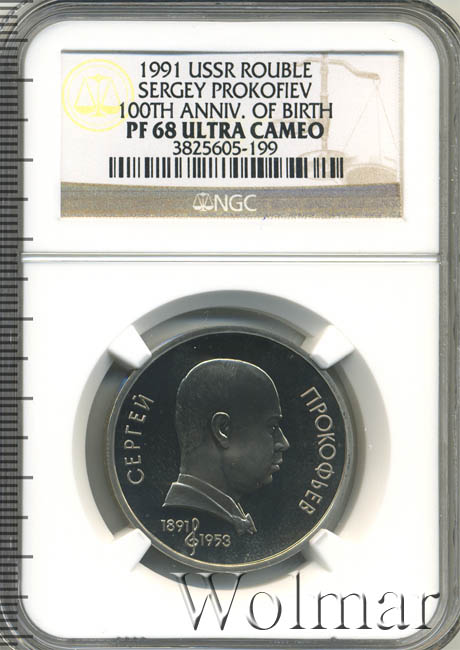 1991 USSR ROUBLE
SERGEY PROKOFIEV
100TH ANNIV. OF BIRTH
PF 68 ULTRA CAMEO
3825605-199
NGC
СЕРГЕЙ
ПРОКОФЬЕВ
1891
1953
Wolmar